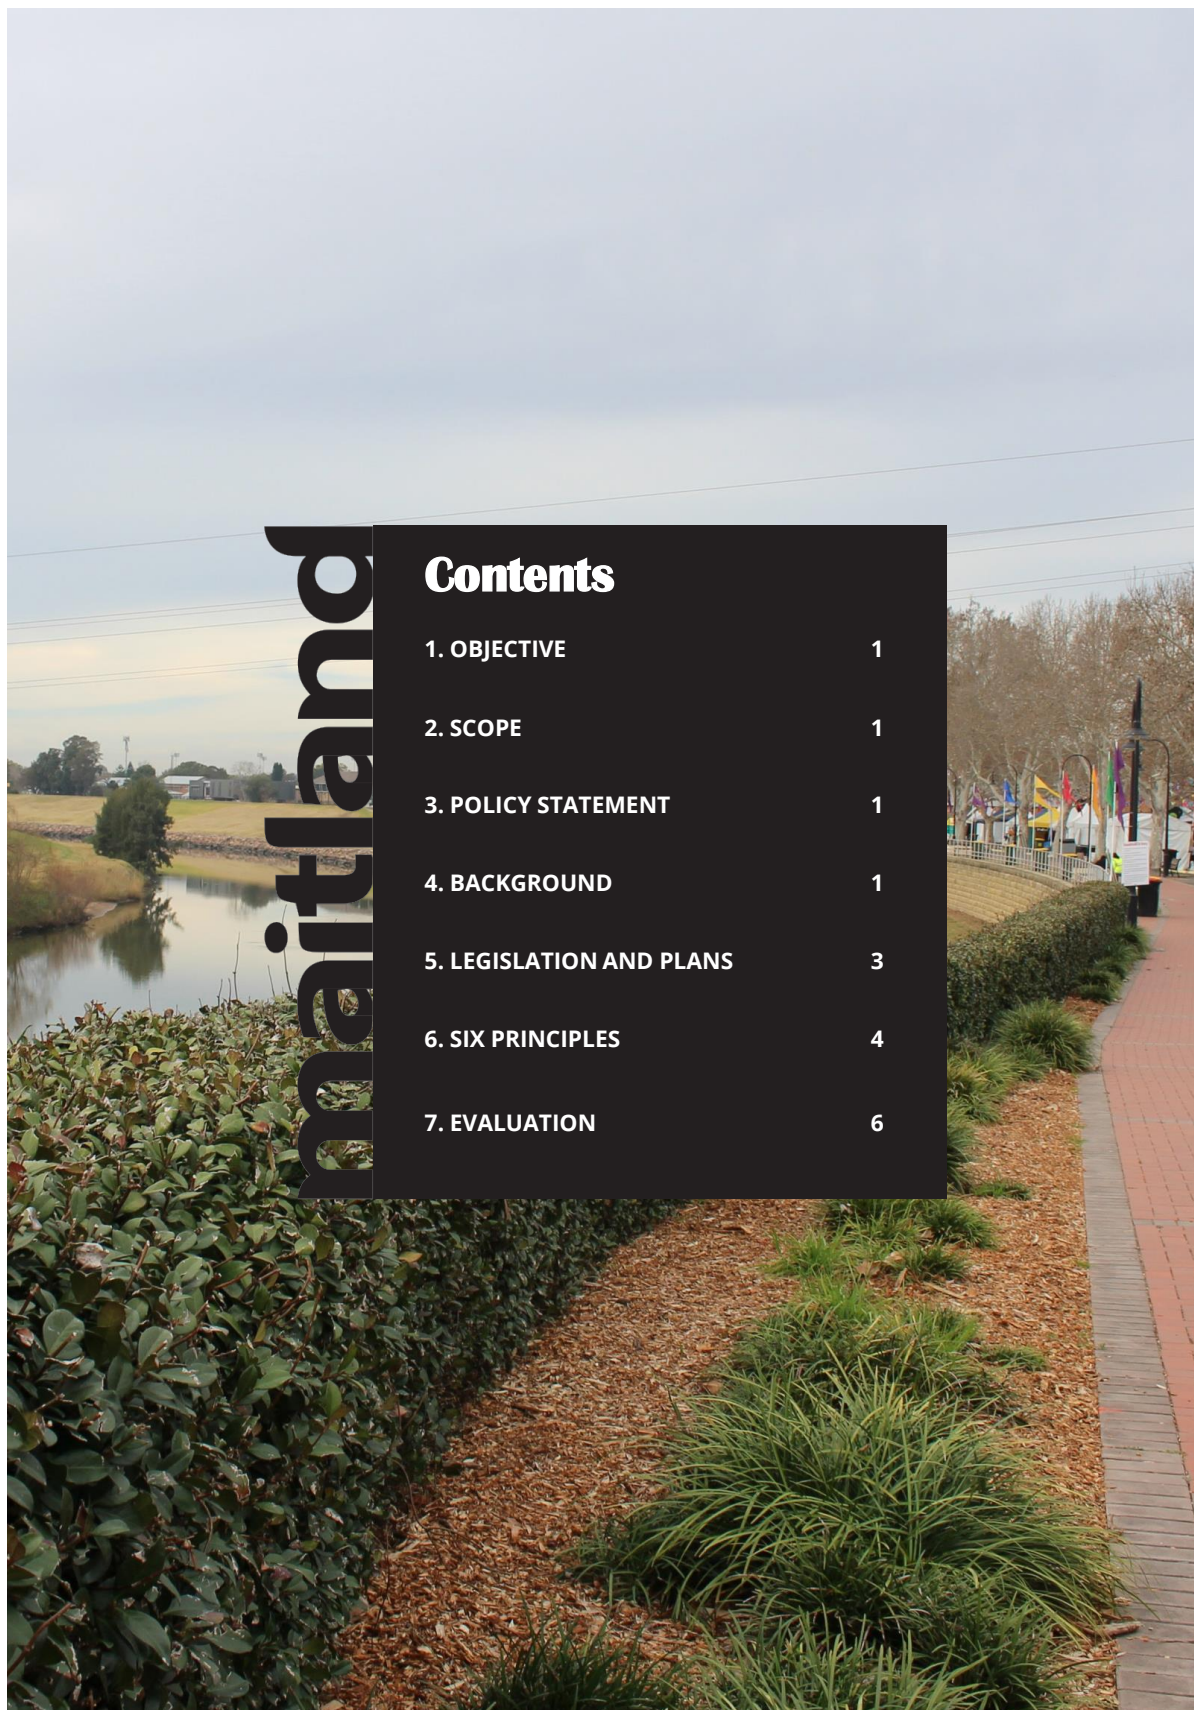 maitland
Contents
1. OBJECTIVE 1
2. SCOPE 1
3. POLICY STATEMENT 1
4. BACKGROUND 1
5. LEGISLATION AND PLANS 3
6. SIX PRINCIPLES 4
7. EVALUATION 6